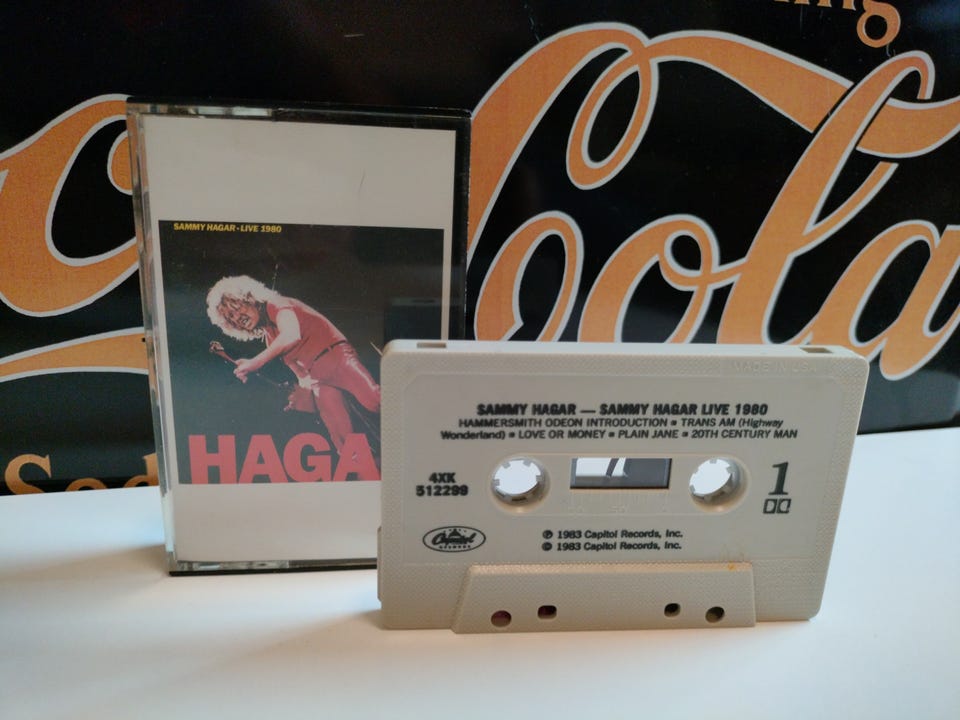 Cola
SAMMY HAGAR • LIVE 1980
HAGA
MADE IN U.S.A.
SAMMY HAGAR — SAMMY HAGAR LIVE 1980
HAMMERSMITH ODEON INTRODUCTION ■ TRANS AM (Highway
Wonderland) ■ LOVE OR MONEY ■ PLAIN JANE ■ 20TH CENTURY MAN
4XK
512299
1
Capitol
RECORDS
℗ 1983 Capitol Records, Inc.
© 1983 Capitol Records, Inc.